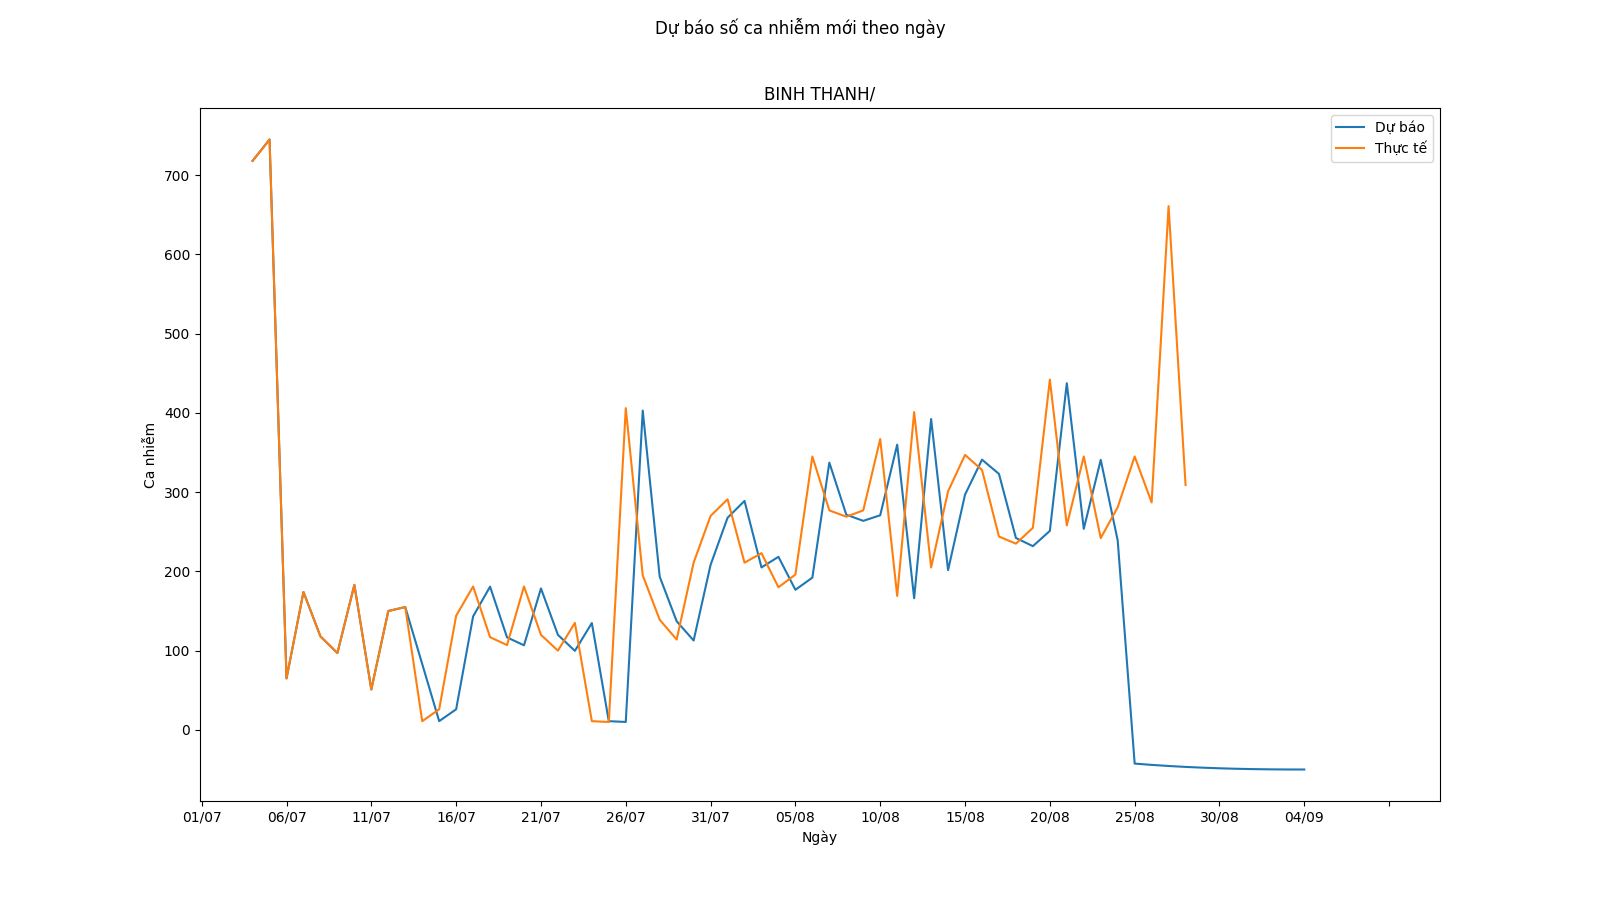 Dự báo số ca nhiễm mới theo ngày
BINH THANH/
Dự báo
Thực tế
700
600
500
400
300
200
100
0
Ca nhiễm
01/07 06/07 11/07 16/07 21/07 26/07 31/07 05/08 10/08 15/08 20/08 25/08 30/08 04/09
Ngày